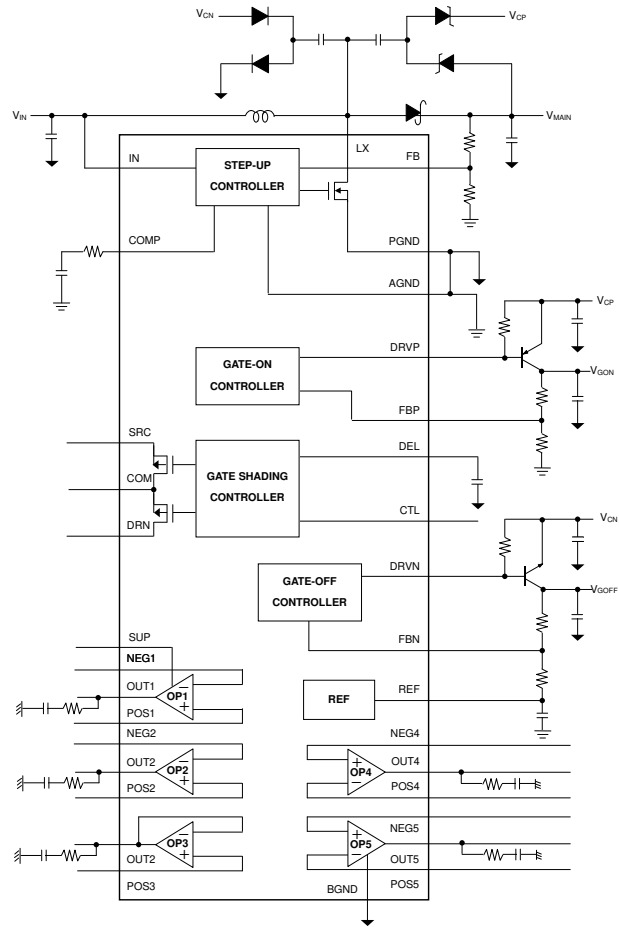 VCN
VCP
VIN
VMAIN
LX
IN
FB
STEP-UP
CONTROLLER
COMP
PGND
AGND
VCP
DRVP
GATE-ON
CONTROLLER
VGON
FBP
SRC
DEL
COM
GATE SHADING
CONTROLLER
CTL
DRN
VCN
DRVN
GATE-OFF
CONTROLLER
VGOFF
FBN
SUP
NEG1
OUT1
OP1
POS1
REF
REF
NEG2
NEG4
OUT2
OP2
OP4
OUT4
POS2
POS4
NEG5
OP3
OP5
OUT2
OUT5
POS3
BGND
POS5